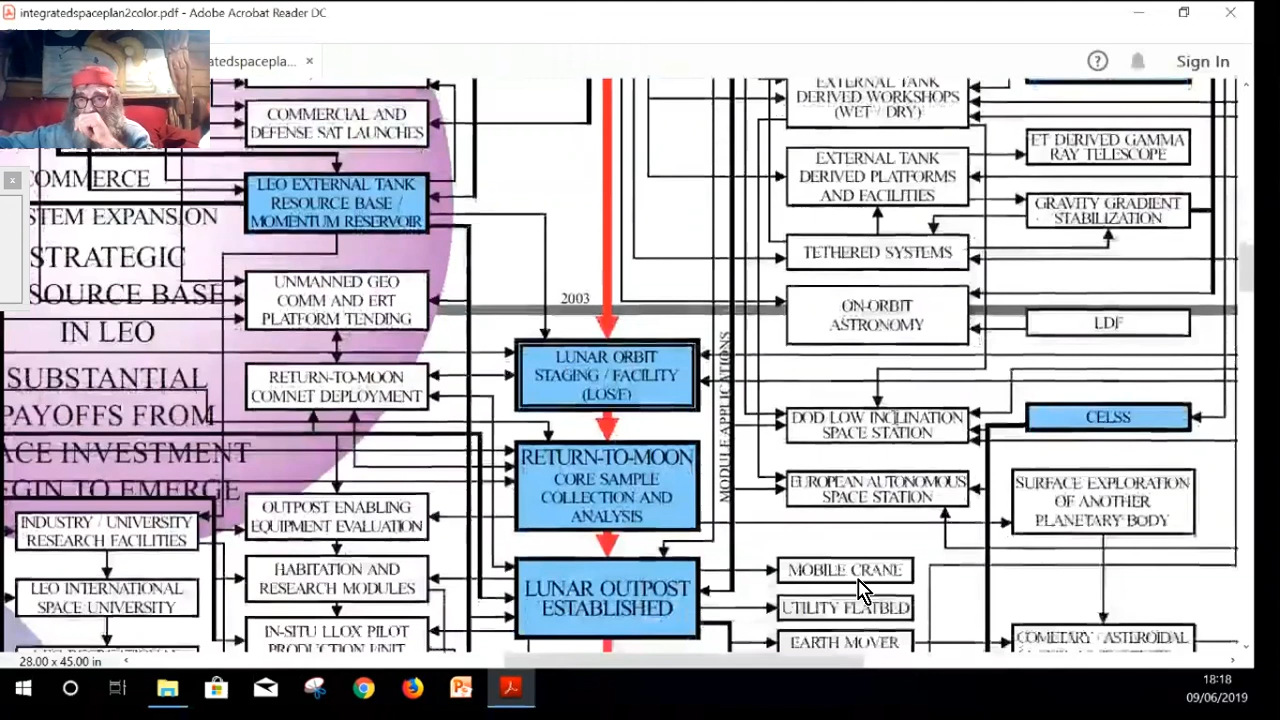 integratedspaceplan2color.pdf - Adobe Acrobat Reader DC
atedspacepla...
Sign In
COMMERCIAL AND
DEFENSE SAT LAUNCHES
COMMERCE
LEO EXTERNAL TANK
RESOURCE BASE /
MOMENTUM RESERVOIR
STEM EXPANSION
STRATEGIC
SOURCE BASE
IN LEO
UNMANNED GEO
COMM AND ERT
PLATFORM TENDING
SUBSTANTIAL
PAYOFFS FROM
ACE INVESTMENT
EGIN TO EMERGE
RETURN-TO-MOON
COMNET DEPLOYMENT
INDUSTRY / UNIVERSITY
RESEARCH FACILITIES
OUTPOST ENABLING
EQUIPMENT EVALUATION
LEO INTERNATIONAL
SPACE UNIVERSITY
HABITATION AND
RESEARCH MODULES
IN-SITU LLOX PILOT
PRODUCTION UNIT
2003
LUNAR ORBIT
STAGING / FACILITY
(LOS/F)
RETURN-TO-MOON
CORE SAMPLE
COLLECTION AND
ANALYSIS
LUNAR OUTPOST
ESTABLISHED
MODULE APPLICATIONS
EXTERNAL TANK
DERIVED WORKSHOPS
(WET / DRY)
EXTERNAL TANK
DERIVED PLATFORMS
AND FACILITIES
TETHERED SYSTEMS
ON-ORBIT
ASTRONOMY
DOD LOW INCLINATION
SPACE STATION
EUROPEAN AUTONOMOUS
SPACE STATION
MOBILE CRANE
UTILITY FLATBED
EARTH MOVER
ET DERIVED GAMMA
RAY TELESCOPE
GRAVITY GRADIENT
STABILIZATION
LDF
CELSS
SURFACE EXPLORATION
OF ANOTHER
PLANETARY BODY
COMETARY / ASTEROIDAL
28.00 x 45.00 in
18:18
09/06/2019